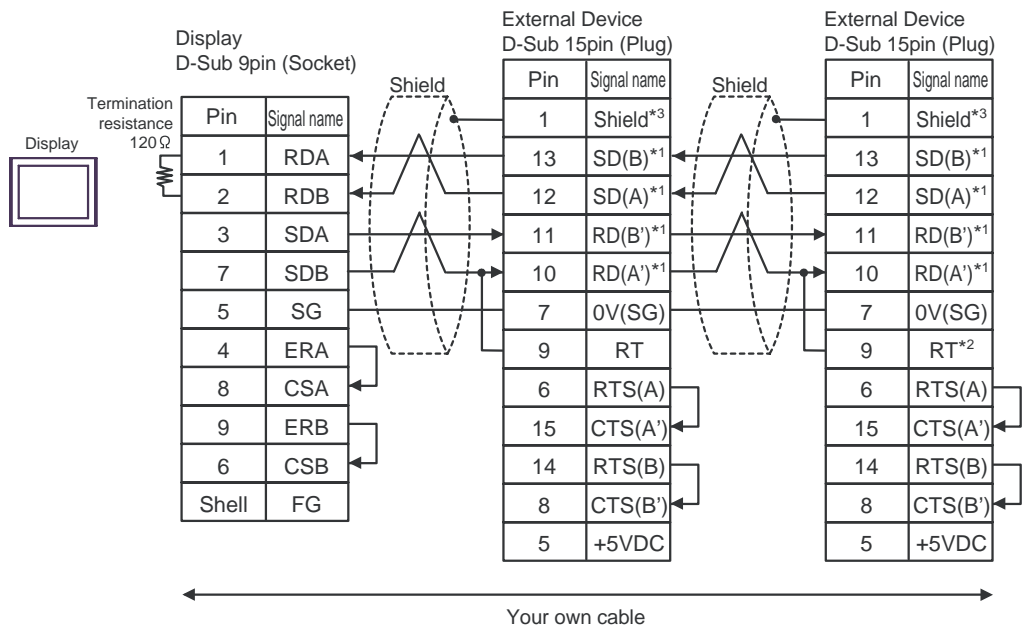 Display
Termination resistance 120Ω
Display
D-Sub 9pin (Socket)
Pin Signal name
1 RDA
2 RDB
3 SDA
7 SDB
5 SG
4 ERA
8 CSA
9 ERB
6 CSB
Shell FG
Shield
External Device
D-Sub 15pin (Plug)
Pin Signal name
1 Shield*3
13 SD(B)*1
12 SD(A)*1
11 RD(B')*1
10 RD(A')*1
7 0V(SG)
9 RT
6 RTS(A)
15 CTS(A')
14 RTS(B)
8 CTS(B')
5 +5VDC
Shield
External Device
D-Sub 15pin (Plug)
Pin Signal name
1 Shield*3
13 SD(B)*1
12 SD(A)*1
11 RD(B')*1
10 RD(A')*1
7 0V(SG)
9 RT*2
6 RTS(A)
15 CTS(A')
14 RTS(B)
8 CTS(B')
5 +5VDC
Your own cable